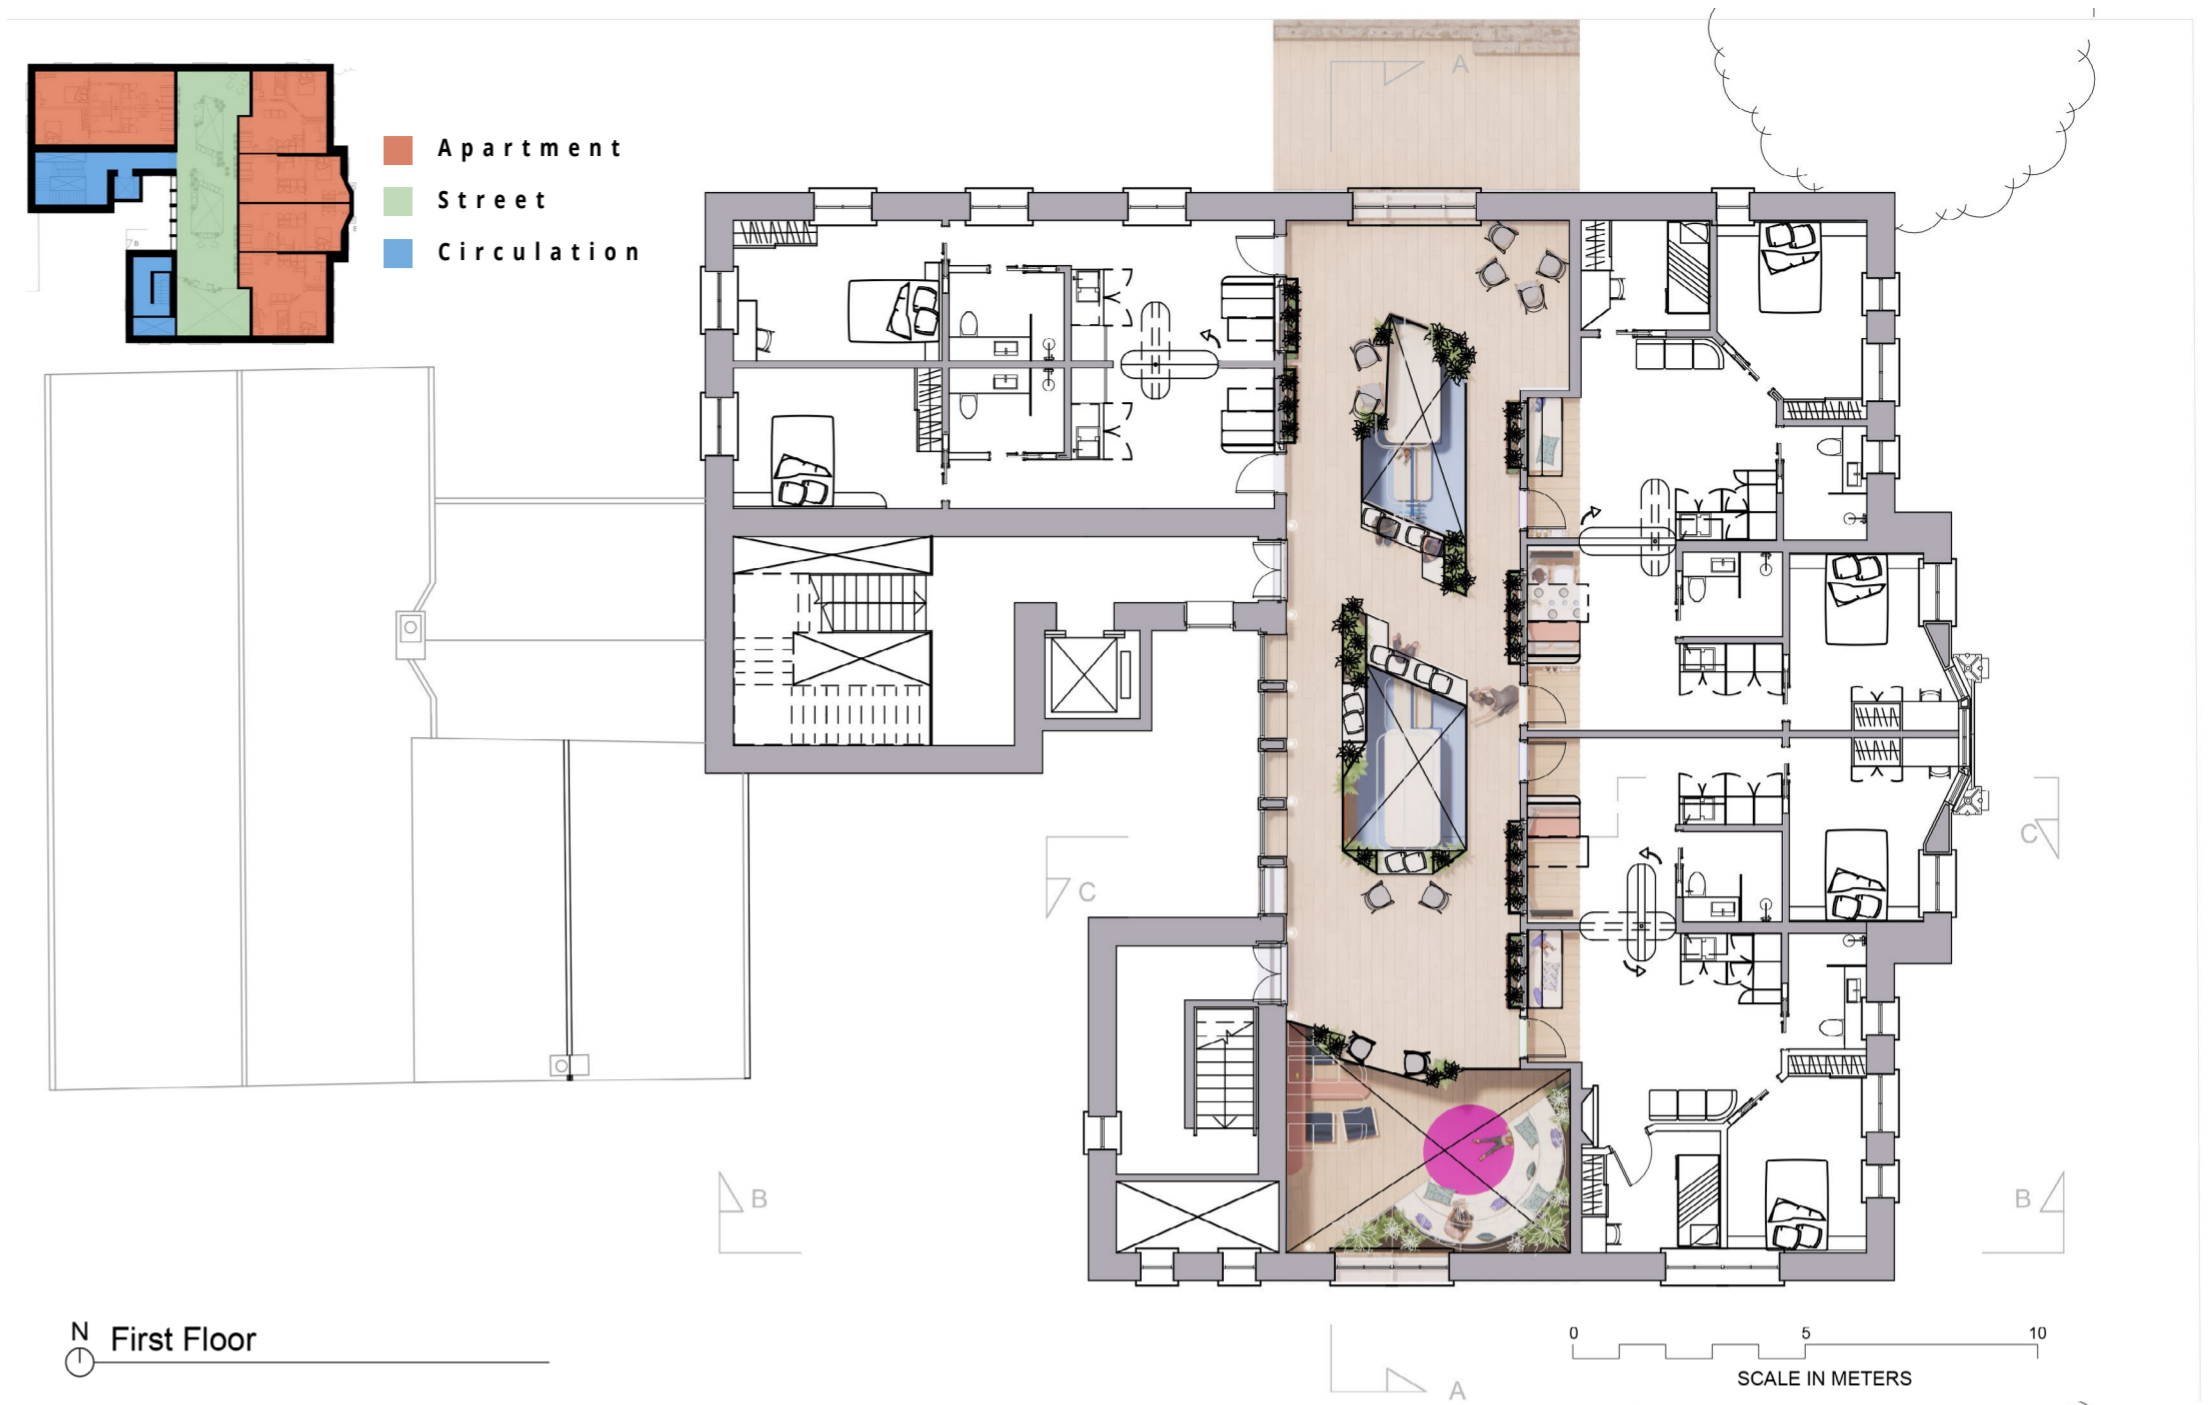 Apartment
Street
Circulation
A
C
C
B
B
A
N
First Floor
0 5 10
SCALE IN METERS